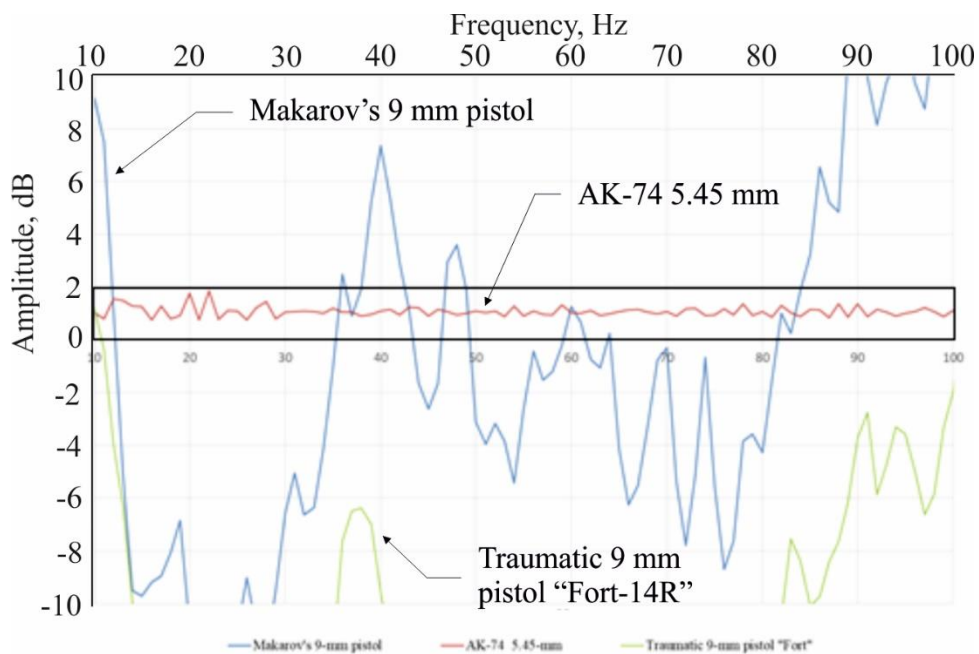 Frequency, Hz
10 20 30 40 50 60 70 80 90 100
Amplitude, dB
10
8
6
4
2
0
-2
-4
-6
-8
-10
Makarov's 9 mm pistol
AK-74 5.45 mm
10 20 30 40 50 60 70 80 90 100
Traumatic 9 mm
pistol “Fort-14R”
Makarov's 9-mm pistol AK-74 5.45-mm Traumatic 9-mm pistol "Fort"